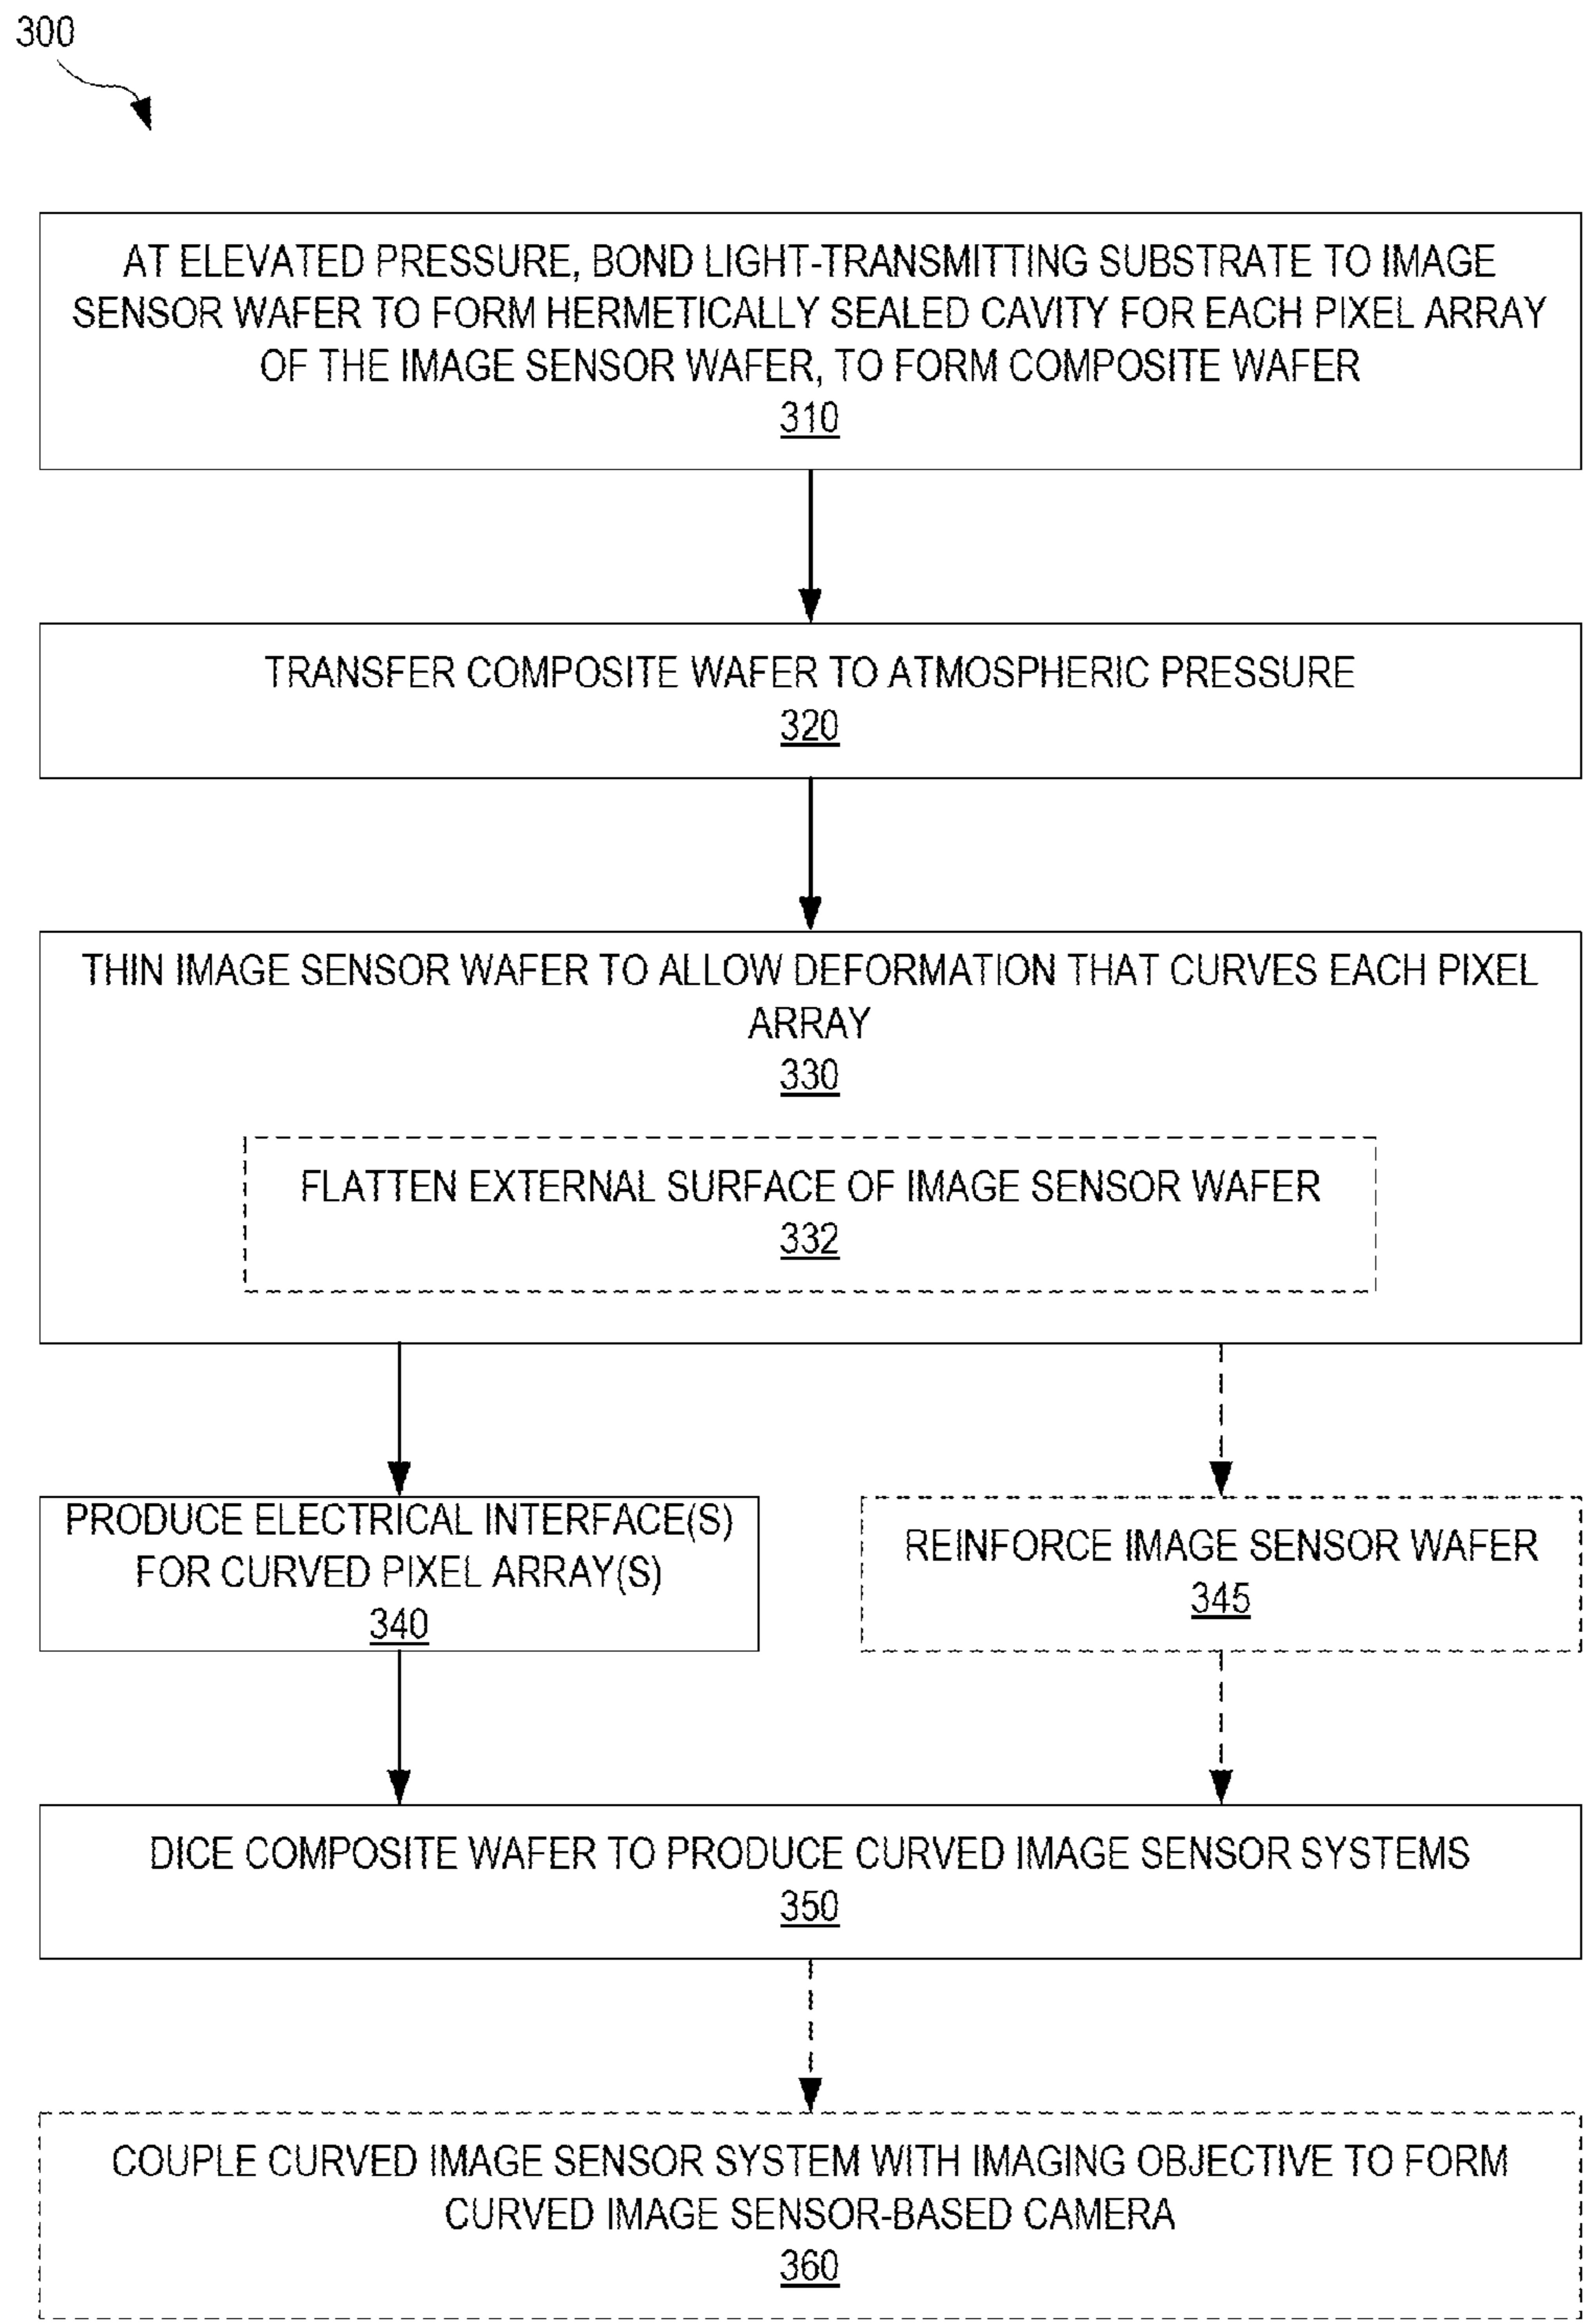 300
AT ELEVATED PRESSURE, BOND LIGHT-TRANSMITTING SUBSTRATE TO IMAGE
SENSOR WAFER TO FORM HERMETICALLY SEALED CAVITY FOR EACH PIXEL ARRAY
OF THE IMAGE SENSOR WAFER, TO FORM COMPOSITE WAFER
310
TRANSFER COMPOSITE WAFER TO ATMOSPHERIC PRESSURE
320
THIN IMAGE SENSOR WAFER TO ALLOW DEFORMATION THAT CURVES EACH PIXEL
ARRAY
330
FLATTEN EXTERNAL SURFACE OF IMAGE SENSOR WAFER
332
PRODUCE ELECTRICAL INTERFACE(S)
FOR CURVED PIXEL ARRAY(S)
340
REINFORCE IMAGE SENSOR WAFER
345
DICE COMPOSITE WAFER TO PRODUCE CURVED IMAGE SENSOR SYSTEMS
350
COUPLE CURVED IMAGE SENSOR SYSTEM WITH IMAGING OBJECTIVE TO FORM
CURVED IMAGE SENSOR-BASED CAMERA
360